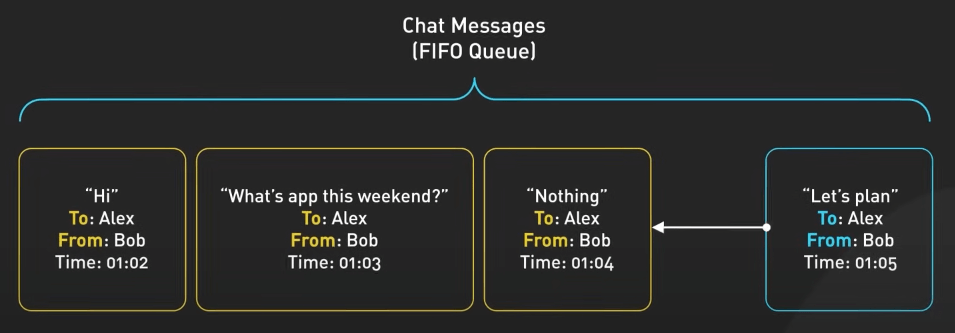 Chat Messages
(FIFO Queue)
“Hi”
To: Alex
From: Bob
Time: 01:02
“What’s app this weekend?”
To: Alex
From: Bob
Time: 01:03
“Nothing”
To: Alex
From: Bob
Time: 01:04
“Let’s plan”
To: Alex
From: Bob
Time: 01:05